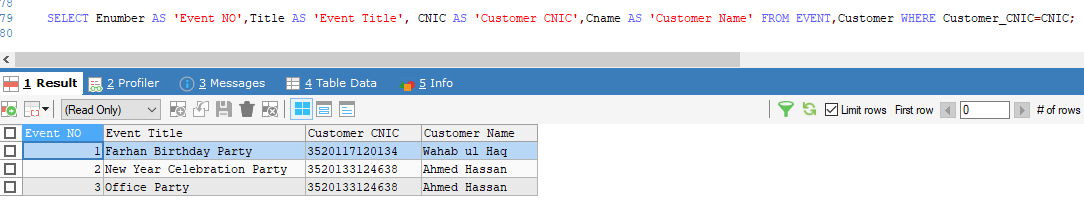 78
79 SELECT Enumber AS 'Event NO',Title AS 'Event Title', CNIC AS 'Customer CNIC',Cname AS 'Customer Name' FROM EVENT,Customer WHERE Customer_CNIC=CNIC;
80
1 Result 2 Profiler 3 Messages 4 Table Data 5 Info
(Read Only) Limit rows First row 0 # of rows
Event NO Event Title Customer CNIC Customer Name
1 Farhan Birthday Party 3520117120134 Wahab ul Haq
2 New Year Celebration Party 3520133124638 Ahmed Hassan
3 Office Party 3520133124638 Ahmed Hassan